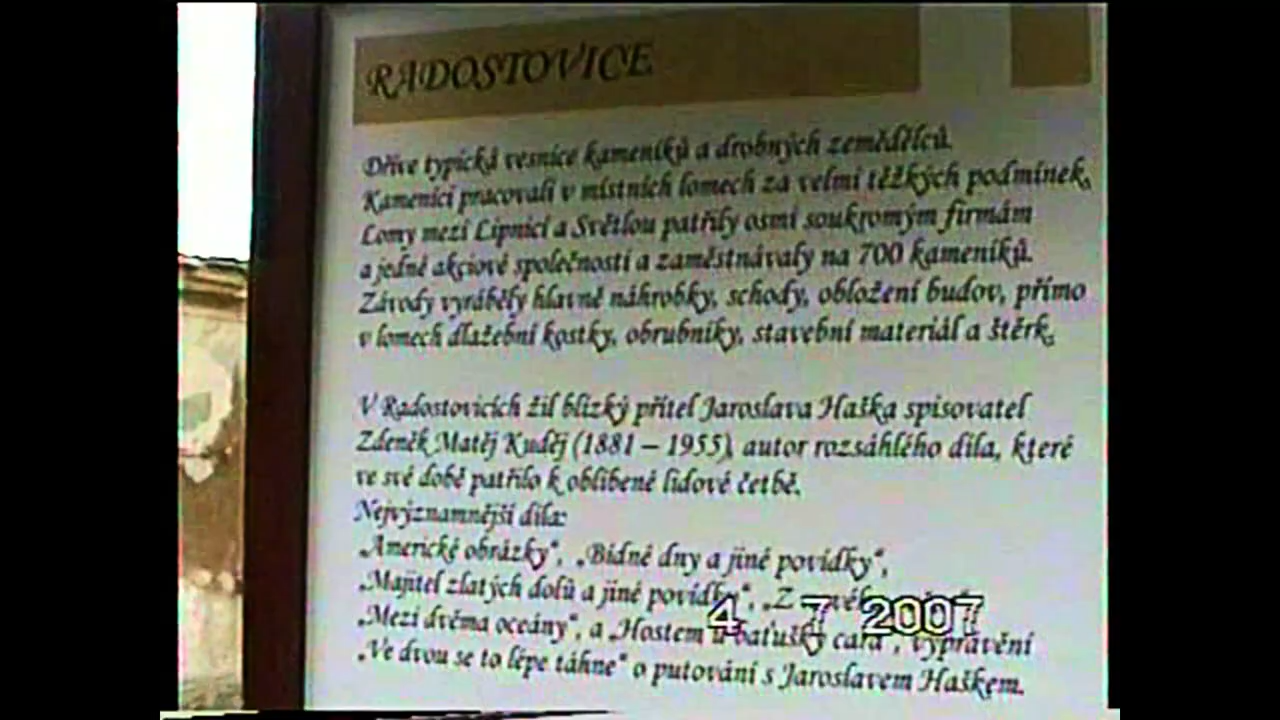 RADOSTOVICE
Dříve typická vesnice kameníků a drobných zemědělců.
Kameníci pracovali v místních lomech za velmi těžkých podmínek.
Lomy mezi Lipnicí a Světlou patřily osmi soukromým firmám
a jedné akciové společnosti a zaměstnávaly na 700 kameníků.
Závody vyráběly hlavně náhrobky, schody, obložení budov, přímo
v lomech dlažební kostky, obrubníky, stavební materiál a štěrk.
V Radostovicích žil blízký přítel Jaroslava Haška spisovatel
Zdeněk Matěj Kuděj (1881 – 1955), autor rozsáhlého díla, které
ve své době patřilo k oblíbené lidové četbě.
Nejvýznamnější díla:
„Americké obrázky“, „Bídné dny a jiné povídky“,
„Majitel zlatých dolů a jiné povídky“, „Z
„Mezi dvěma oceány“, a „Hostem u baťušky cara“, vyprávění
„Ve dvou se to lépe táhne“ o putování s Jaroslavem Haškem.
4. 7 2007